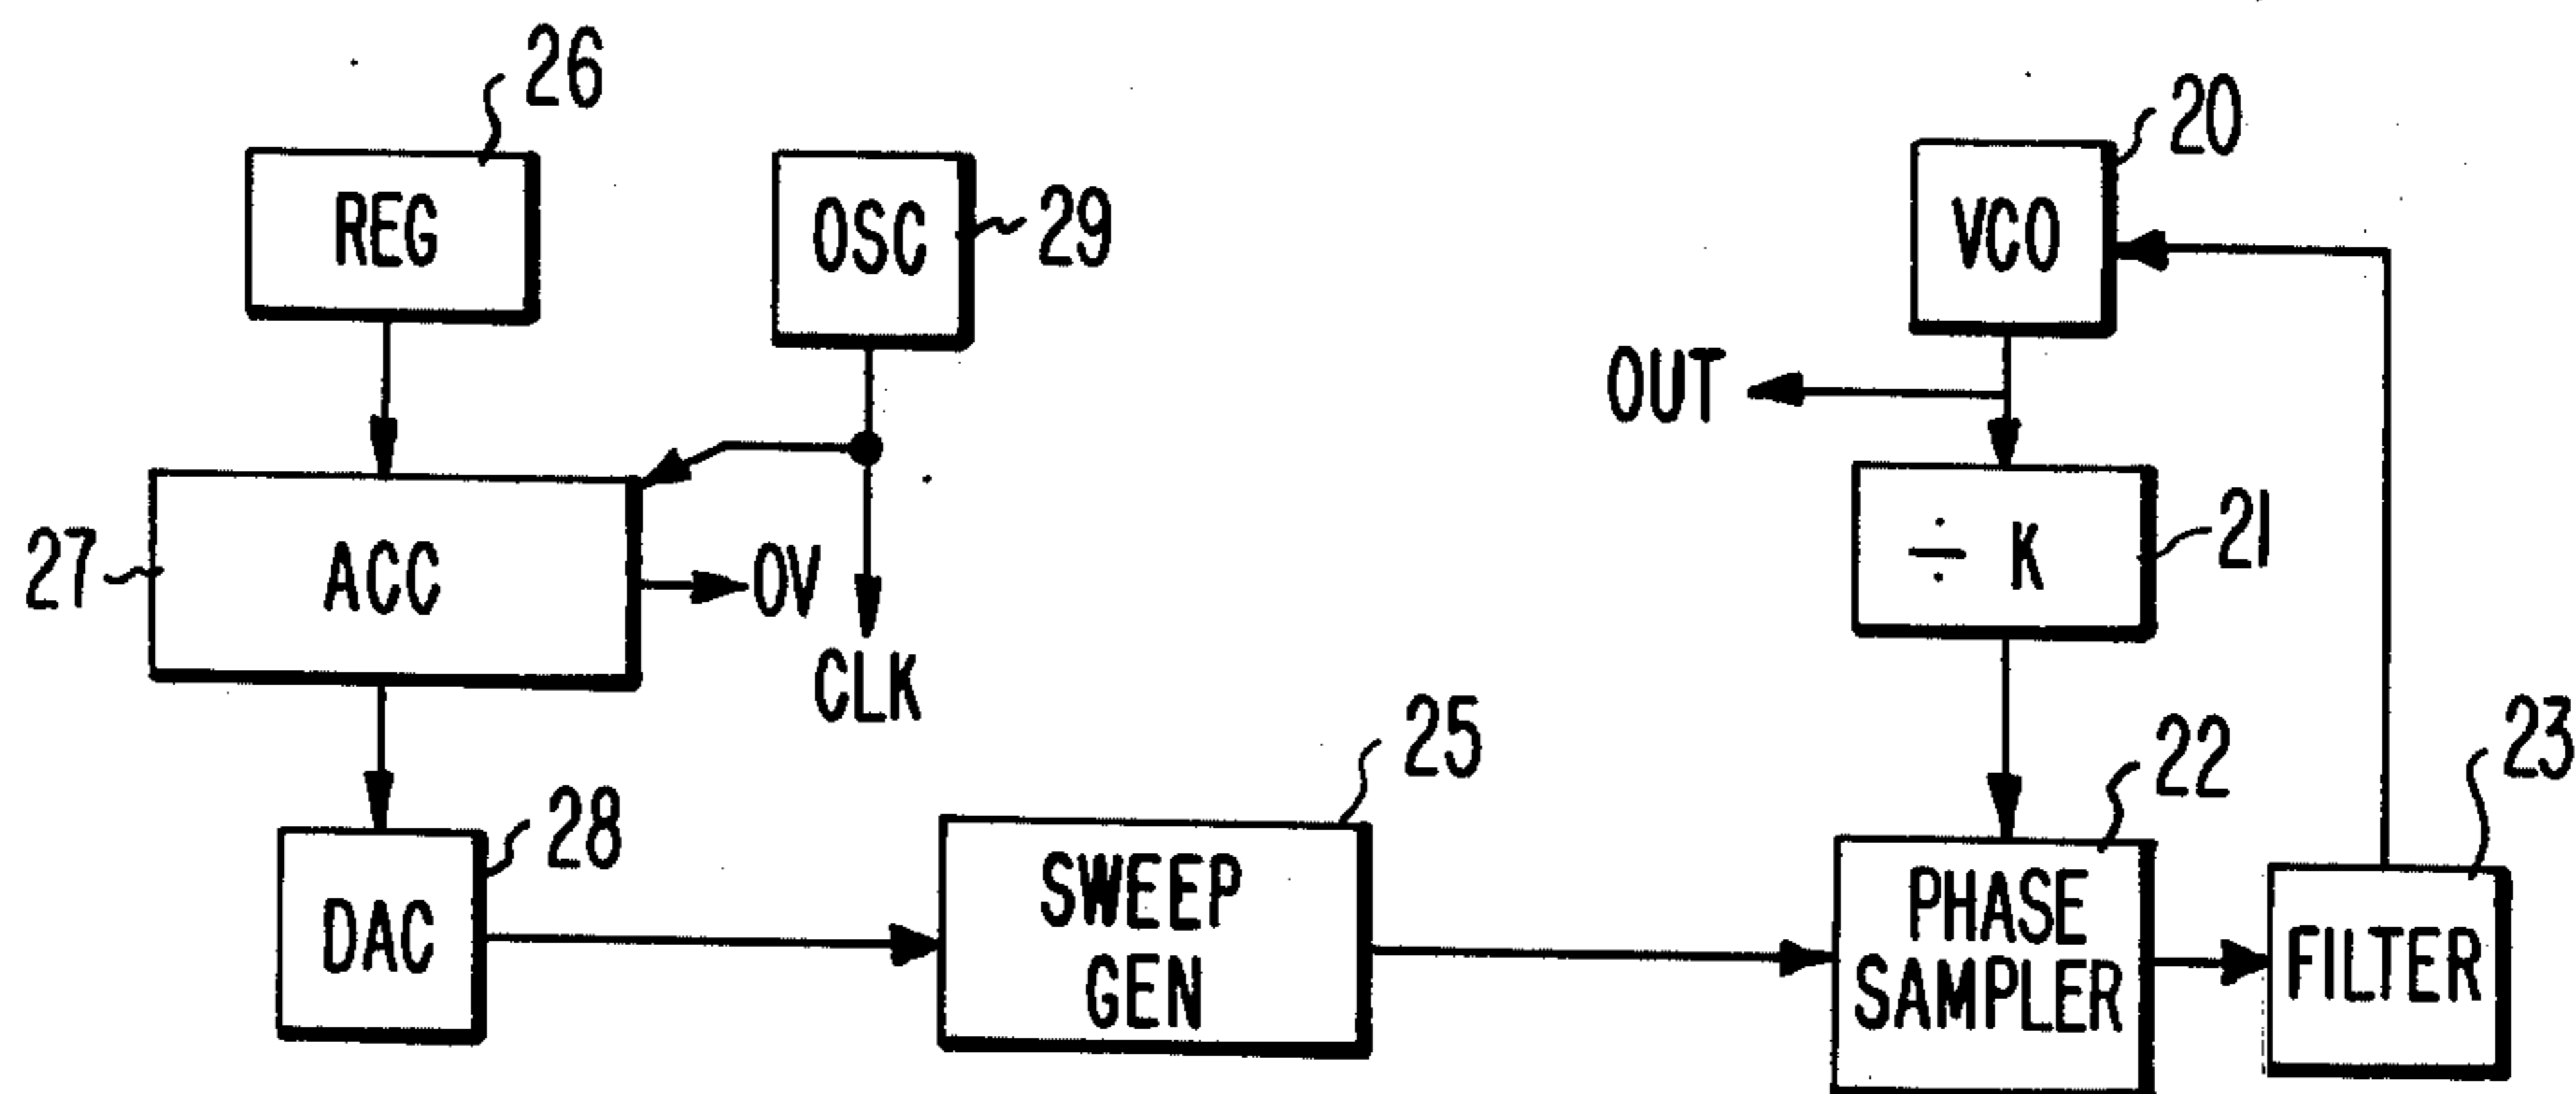 26
REG
OSC
29
20
VCO
OUT
27
ACC
OV
CLK
÷ K
21
25
22
23
28
DAC
SWEEP
GEN
PHASE
SAMPLER
FILTER